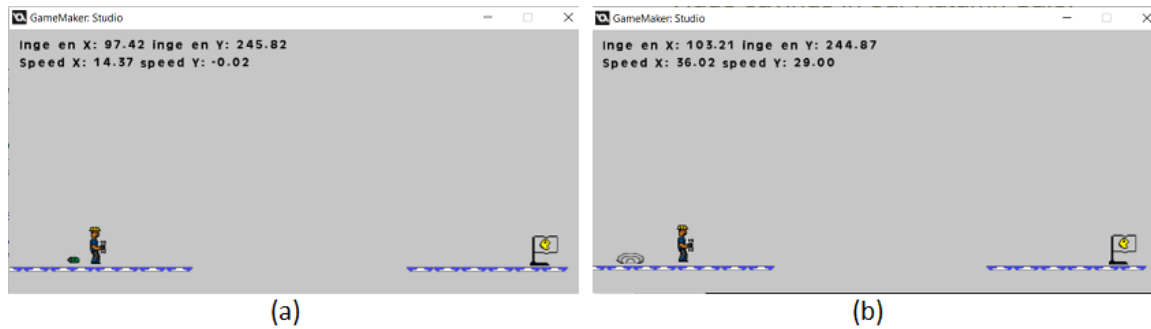 GameMaker: Studio
Inge en X: 97.42 inge en Y: 245.82
Speed X: 14.37 speed Y: -0.02
(a)
GameMaker: Studio
Inge en X: 103.21 inge en Y: 244.87
Speed X: 36.02 speed Y: 29.00
(b)